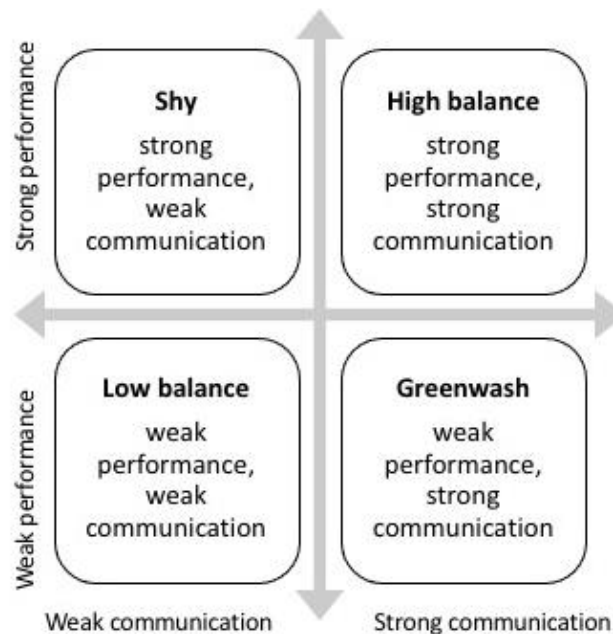 Strong performance
Shy
strong
performance,
weak
communication
High balance
strong
performance,
strong
communication
Weak performance
Low balance
weak
performance,
weak
communication
Greenwash
weak
performance,
strong
communication
Weak communication
Strong communication